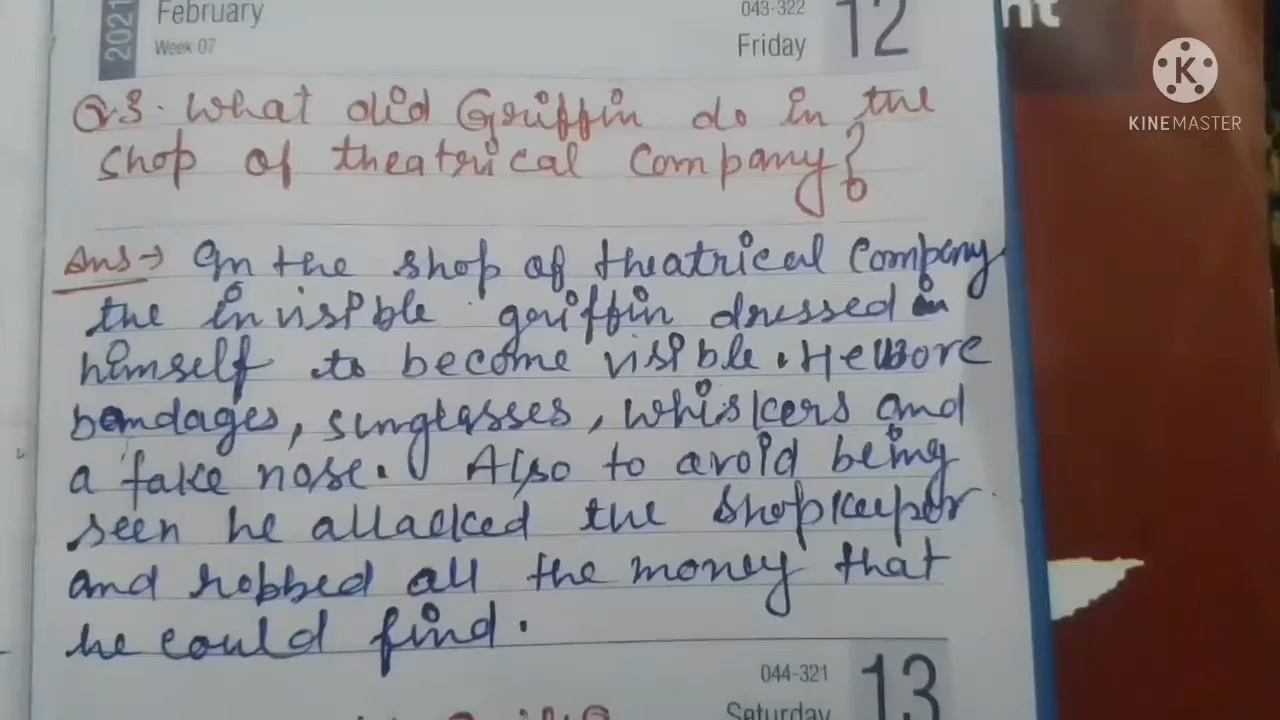 2021
February
Week 07
043-322
Friday
12
nt
KINEMASTER
Q.3. What did Griffin do in the
shop of theatrical company?
Ans→ In the shop of theatrical company
the invisible griffin dressed in
himself to become visible. He wore
bandages, sunglasses, whiskers and
a fake nose. Also to avoid being
seen he attacked the shopkeeper
and robbed all the money that
he could find.
044-321
Saturday
13